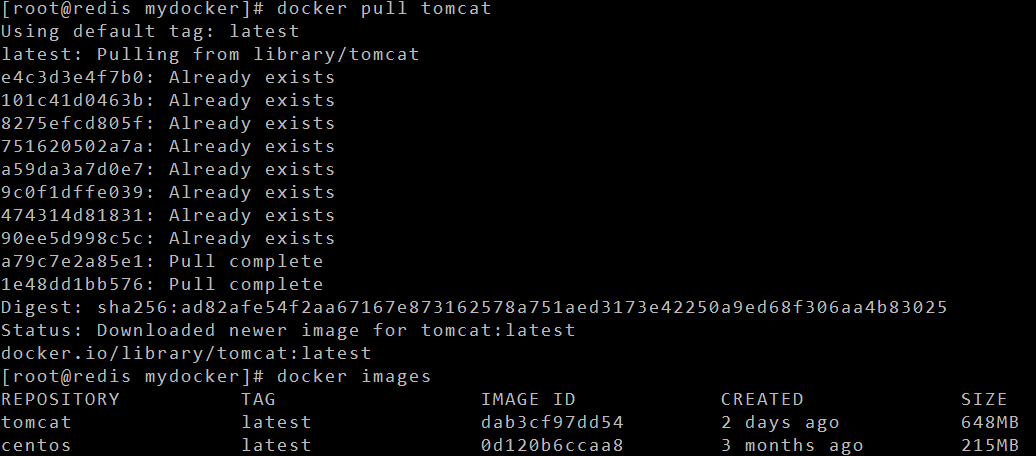 [root@redis mydocker]# docker pull tomcat
Using default tag: latest
latest: Pulling from library/tomcat
e4c3d3e4f7b0: Already exists
101c41d0463b: Already exists
8275efcd805f: Already exists
751620502a7a: Already exists
a59da3a7d0e7: Already exists
9c0f1dffe039: Already exists
474314d81831: Already exists
90ee5d998c5c: Already exists
a79c7e2a85e1: Pull complete
1e48dd1bb576: Pull complete
Digest: sha256:ad82afe54f2aa67167e873162578a751aed3173e42250a9ed68f306aa4b83025
Status: Downloaded newer image for tomcat:latest
docker.io/library/tomcat:latest
[root@redis mydocker]# docker images
REPOSITORY TAG IMAGE ID CREATED SIZE
tomcat latest dab3cf97dd54 2 days ago 648MB
centos latest 0d120b6ccaa8 3 months ago 215MB